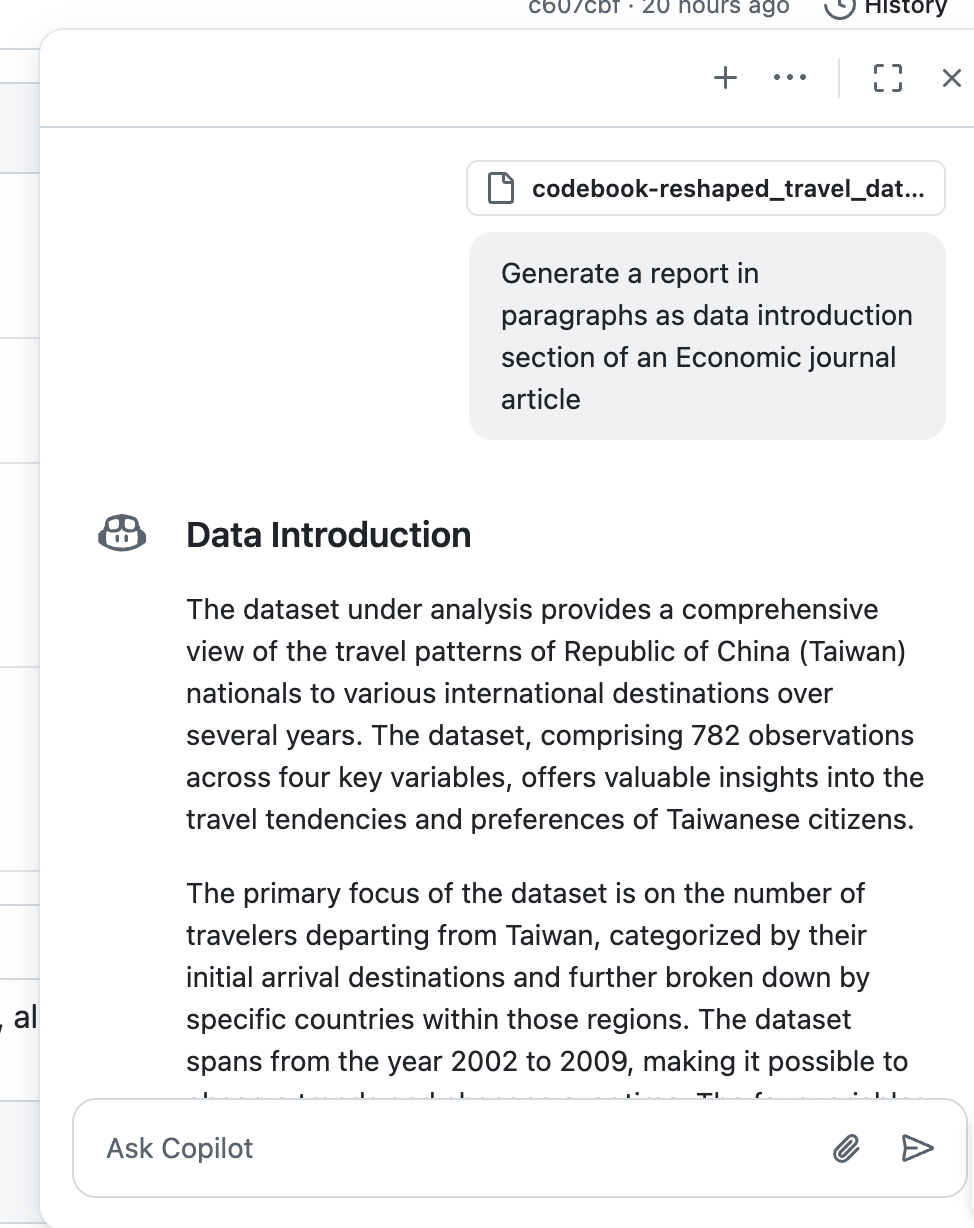 c607cbf · 20 hours ago History
codebook-reshaped_travel_dat...
Generate a report in
paragraphs as data introduction
section of an Economic journal
article
Data Introduction
The dataset under analysis provides a comprehensive
view of the travel patterns of Republic of China (Taiwan)
nationals to various international destinations over
several years. The dataset, comprising 782 observations
across four key variables, offers valuable insights into the
travel tendencies and preferences of Taiwanese citizens.
The primary focus of the dataset is on the number of
travelers departing from Taiwan, categorized by their
initial arrival destinations and further broken down by
specific countries within those regions. The dataset
, al
spans from the year 2002 to 2009, making it possible to
Ask Copilot